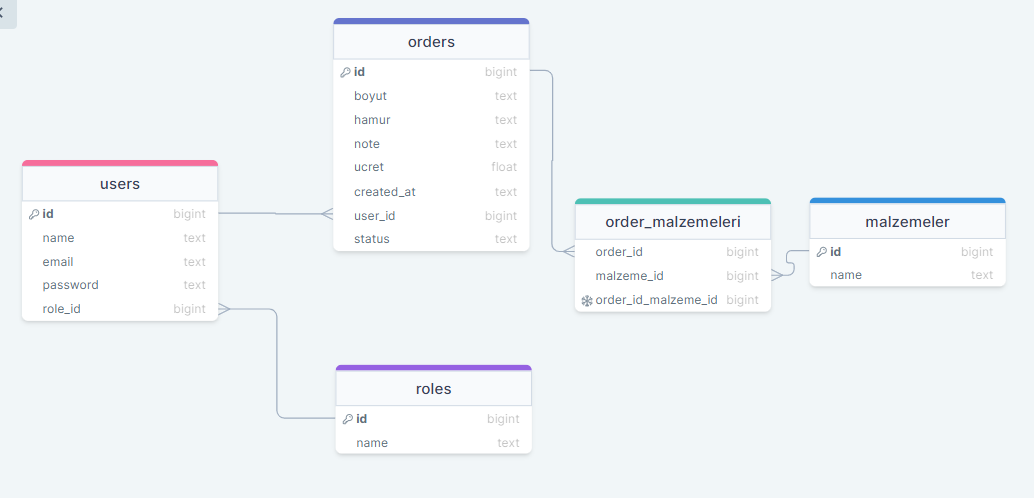 orders
id bigint
boyut text
hamur text
note text
ucret float
created_at text
user_id bigint
status text
users
id bigint
name text
email text
password text
role_id bigint
order_malzemeleri
order_id bigint
malzeme_id bigint
order_id_malzeme_id bigint
malzemeler
id bigint
name text
roles
id bigint
name text